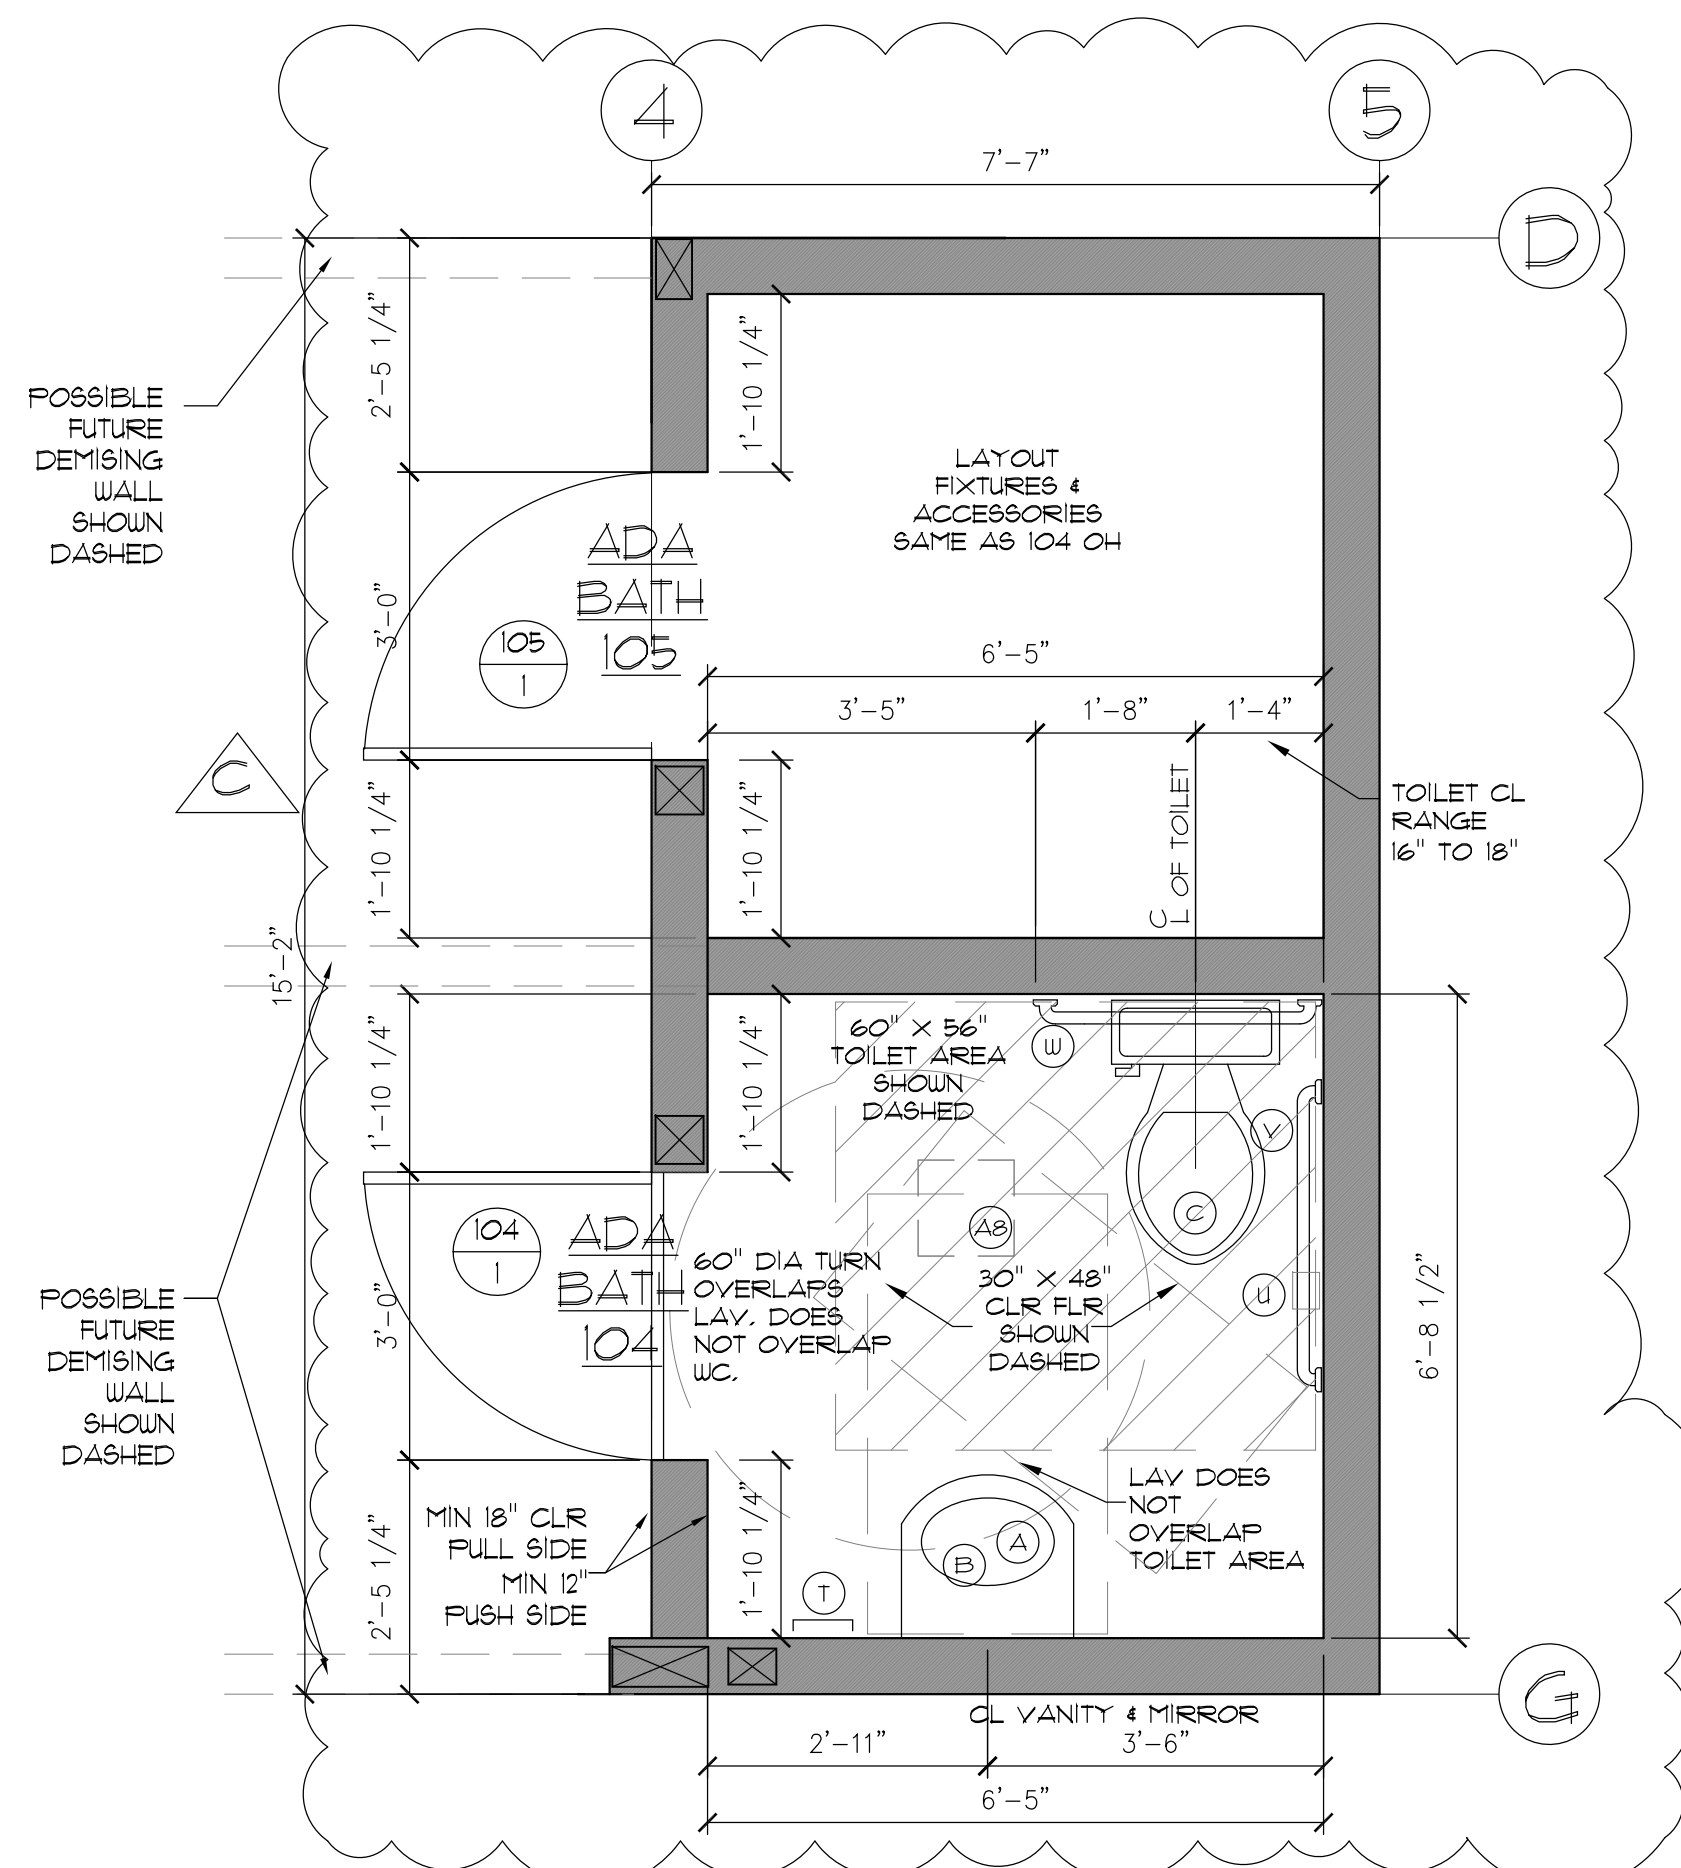 4
5
7'-7"
D
2'-5 1/4"
1'-10 1/4"
POSSIBLE
FUTURE
DEMISING
WALL
SHOWN
DASHED
LAYOUT
FIXTURES &
ACCESSORIES
SAME AS 104 OH
ADA
BATH
105
3'-0"
105
1
6'-5"
3'-5"
1'-8"
1'-4"
C
1'-10 1/4"
1'-10 1/4"
C
L OF TOILET
TOILET CL
RANGE
16" TO 18"
15'-2"
1'-10 1/4"
1'-10 1/4"
60" X 56"
TOILET AREA
SHOWN
DASHED
W
V
C
A8
U
104
1
ADA
BATH
104
3'-0"
60" DIA TURN
OVERLAPS
LAV. DOES
NOT OVERLAP
WC.
30" X 48"
CLR FLR
SHOWN
DASHED
6'-8 1/2"
POSSIBLE
FUTURE
DEMISING
WALL
SHOWN
DASHED
MIN 18" CLR
PULL SIDE
MIN 12"
PUSH SIDE
2'-5 1/4"
1'-10 1/4"
LAV DOES
NOT
OVERLAP
TOILET AREA
A
B
T
G
CL VANITY & MIRROR
2'-11"
3'-6"
6'-5"